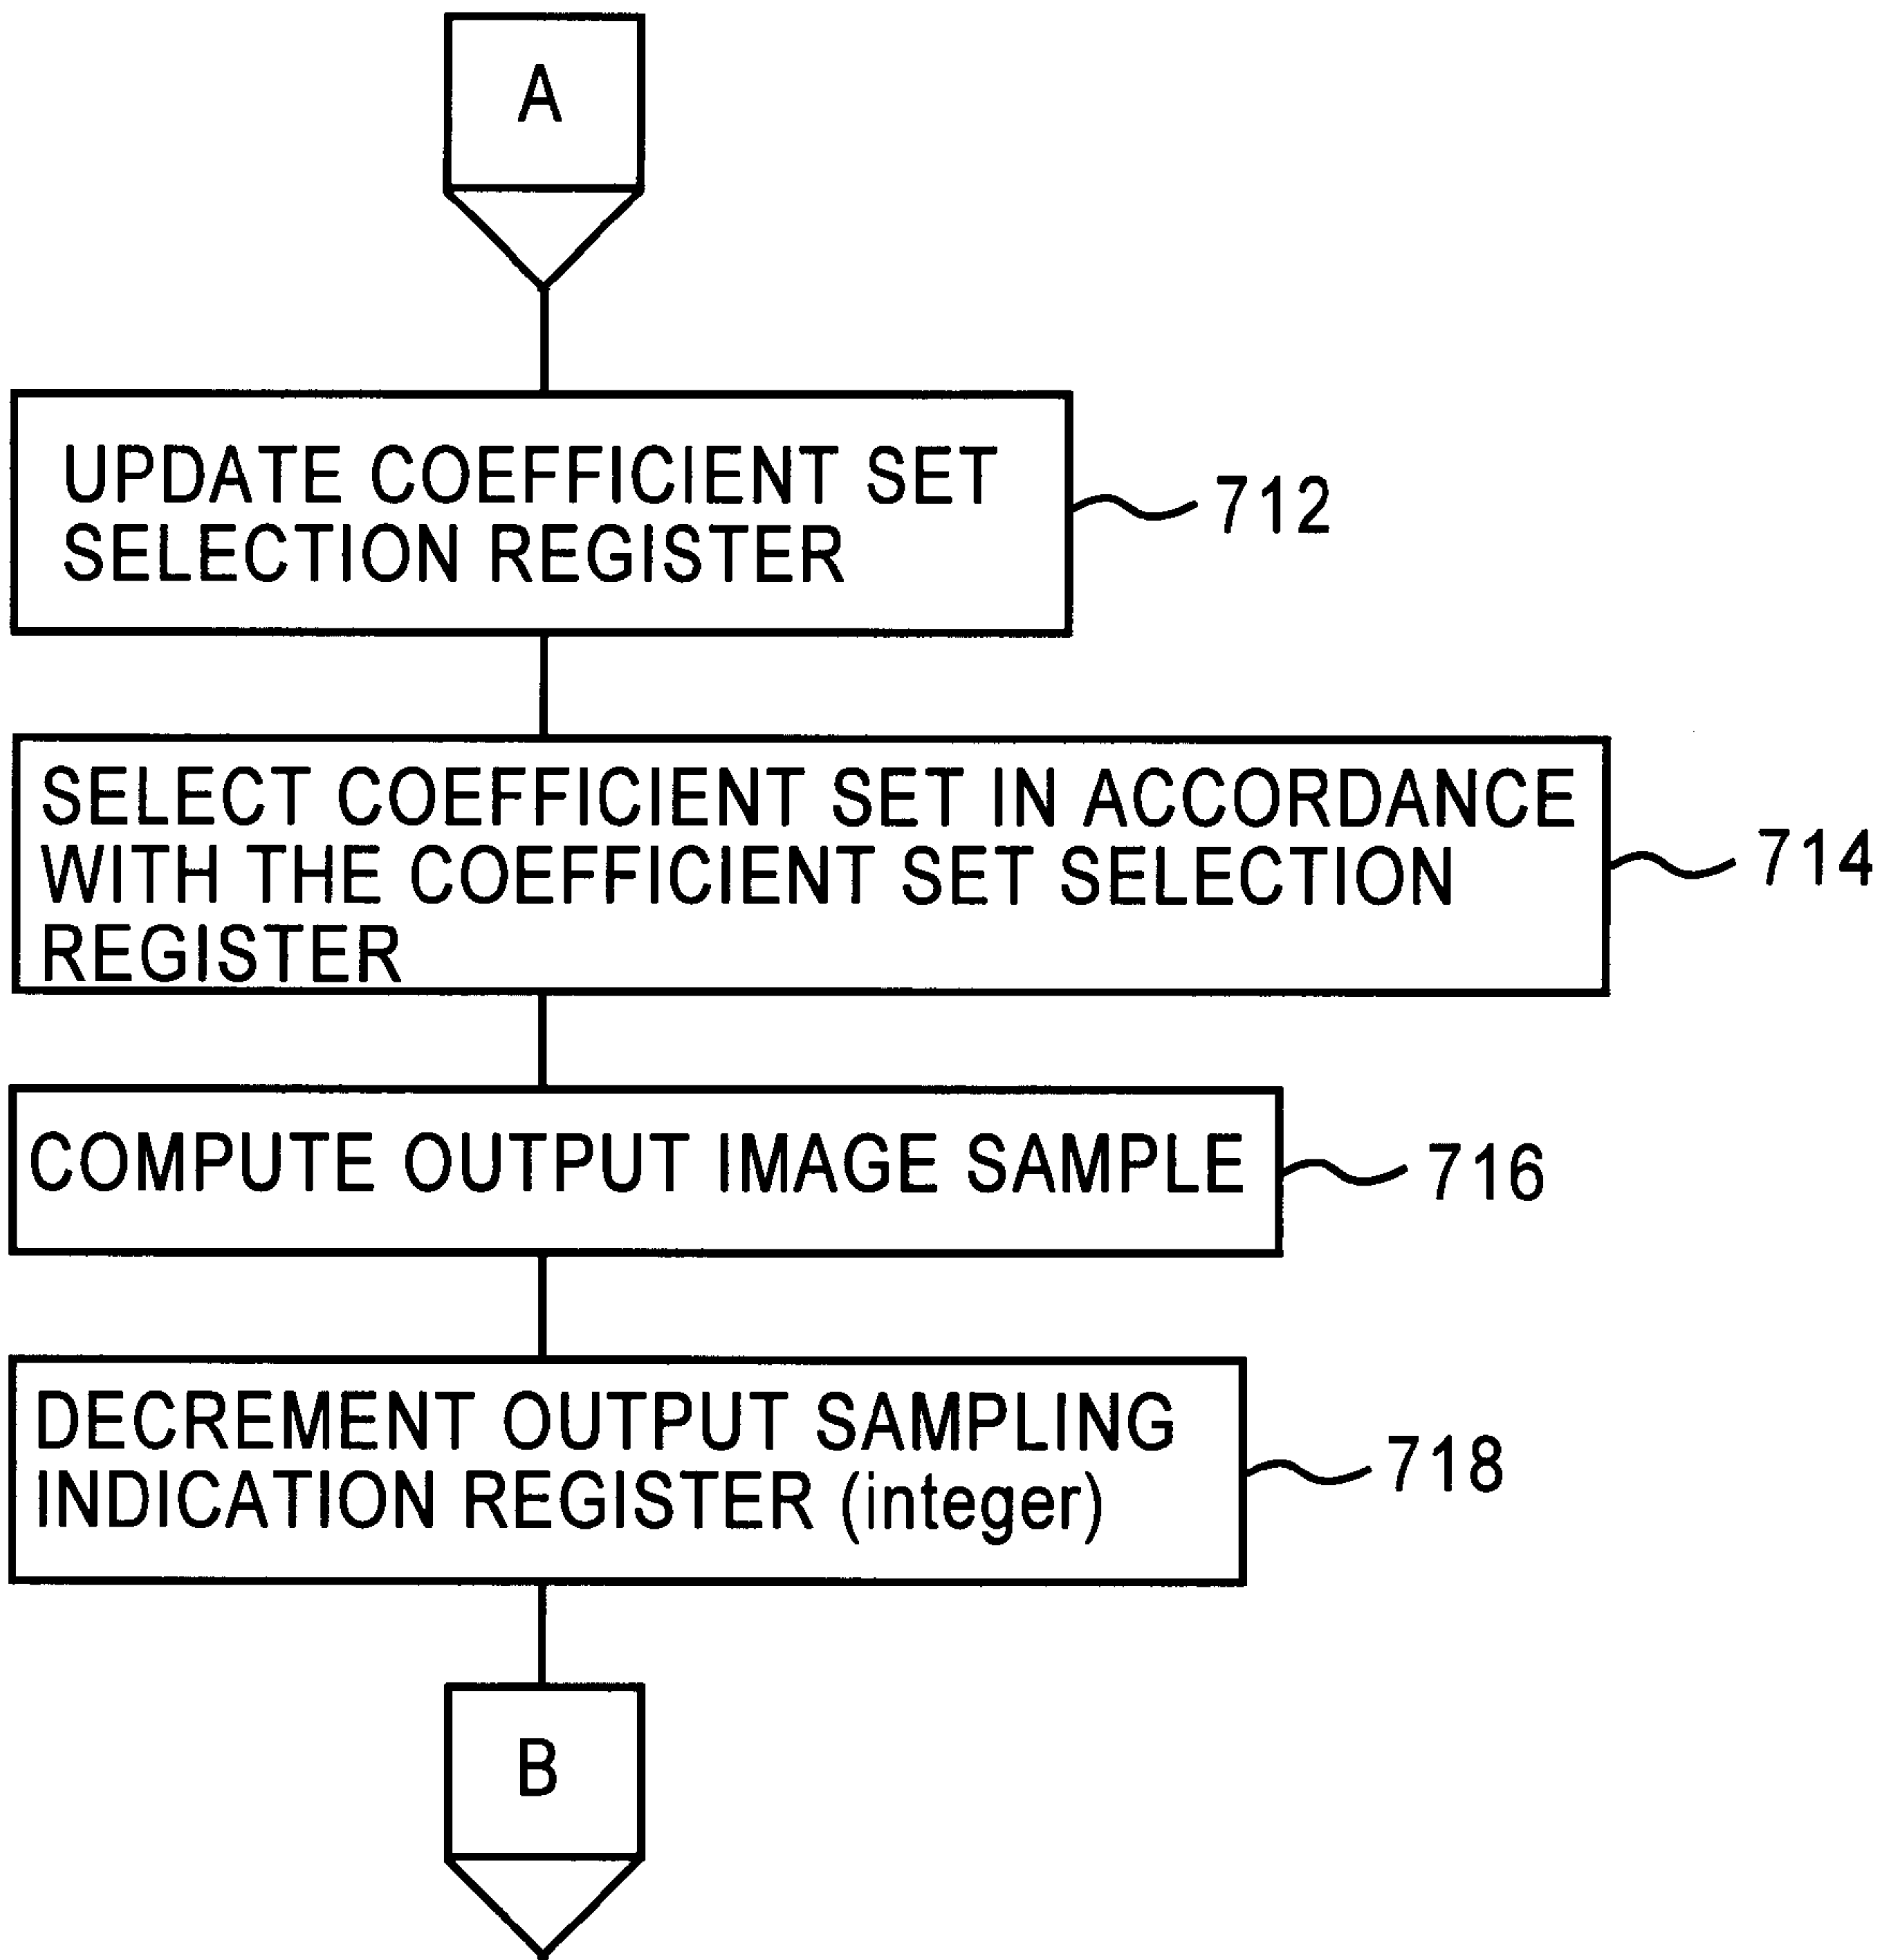 A
UPDATE COEFFICIENT SET
SELECTION REGISTER
712
SELECT COEFFICIENT SET IN ACCORDANCE
WITH THE COEFFICIENT SET SELECTION
REGISTER
714
COMPUTE OUTPUT IMAGE SAMPLE
716
DECREMENT OUTPUT SAMPLING
INDICATION REGISTER (integer)
718
B